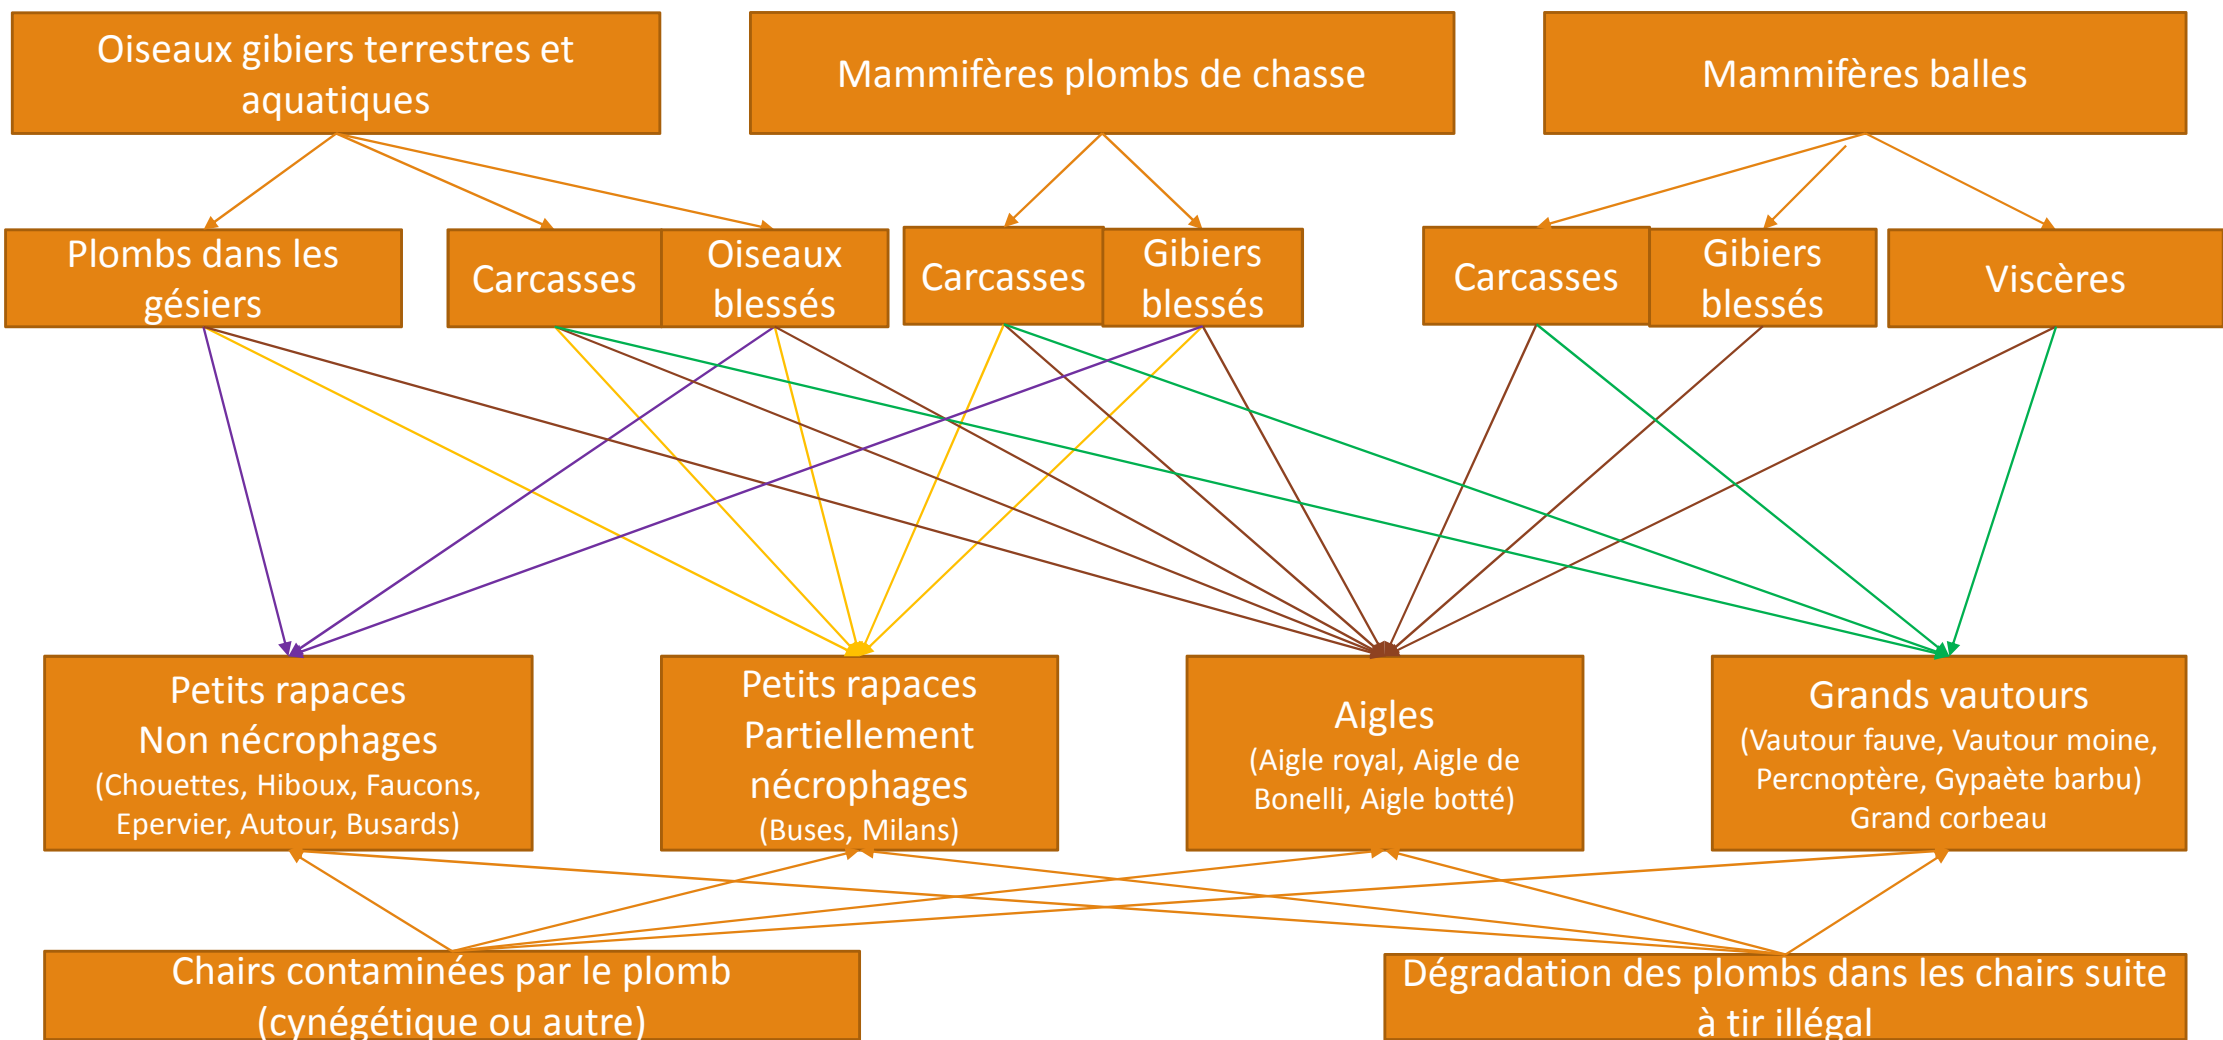 Oiseaux gibiers terrestres et
aquatiques
Mammifères plombs de chasse
Mammifères balles
Plombs dans les
gésiers
Carcasses
Oiseaux
blessés
Carcasses
Gibiers
blessés
Carcasses
Gibiers
blessés
Viscères
Petits rapaces
Non nécrophages
(Chouettes, Hiboux, Faucons,
Epervier, Autour, Busards)
Petits rapaces
Partiellement
nécrophages
(Buses, Milans)
Aigles
(Aigle royal, Aigle de
Bonelli, Aigle botté)
Grands vautours
(Vautour fauve, Vautour moine,
Percnoptère, Gypaète barbu)
Grand corbeau
Chairs contaminées par le plomb
(cynégétique ou autre)
Dégradation des plombs dans les chairs suite
à tir illégal